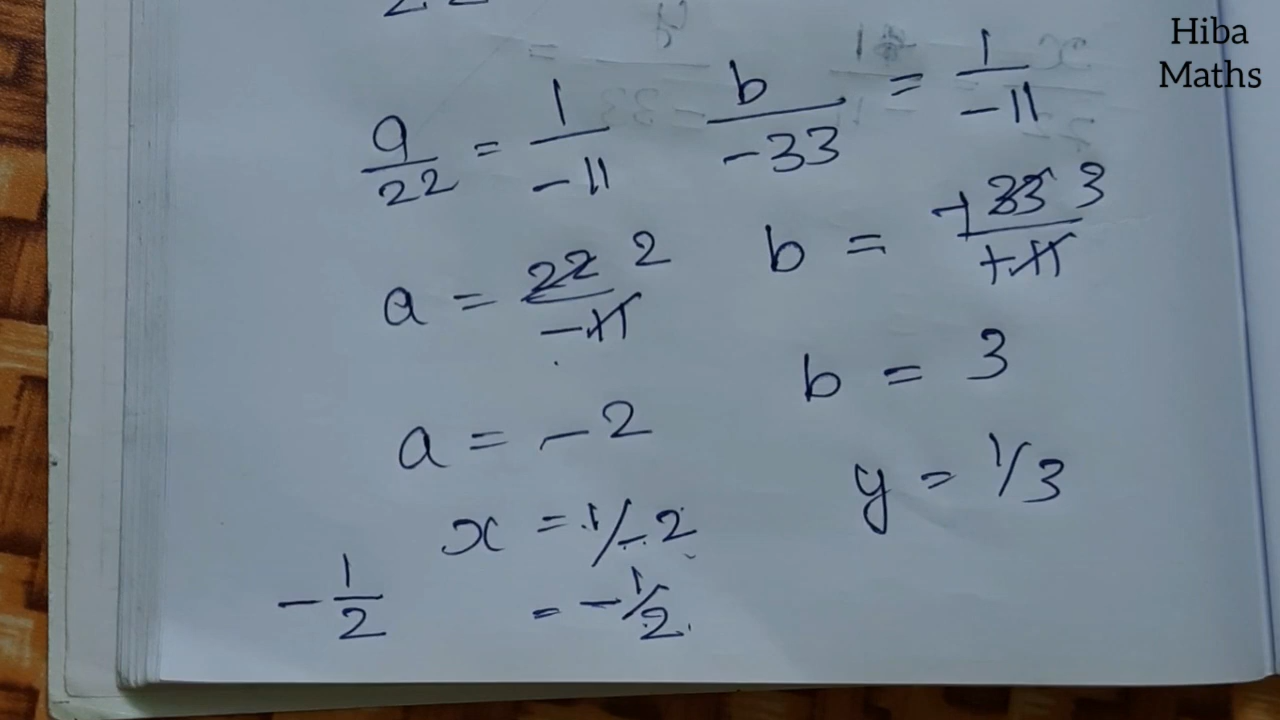 Hiba
Maths
a/22 = 1/-11
b/-33 = 1/-11
a = 22/-11 2
b = -33/-11 3
a = -2
b = 3
x = 1/-2
y = 1/3
-1/2
= -1/2